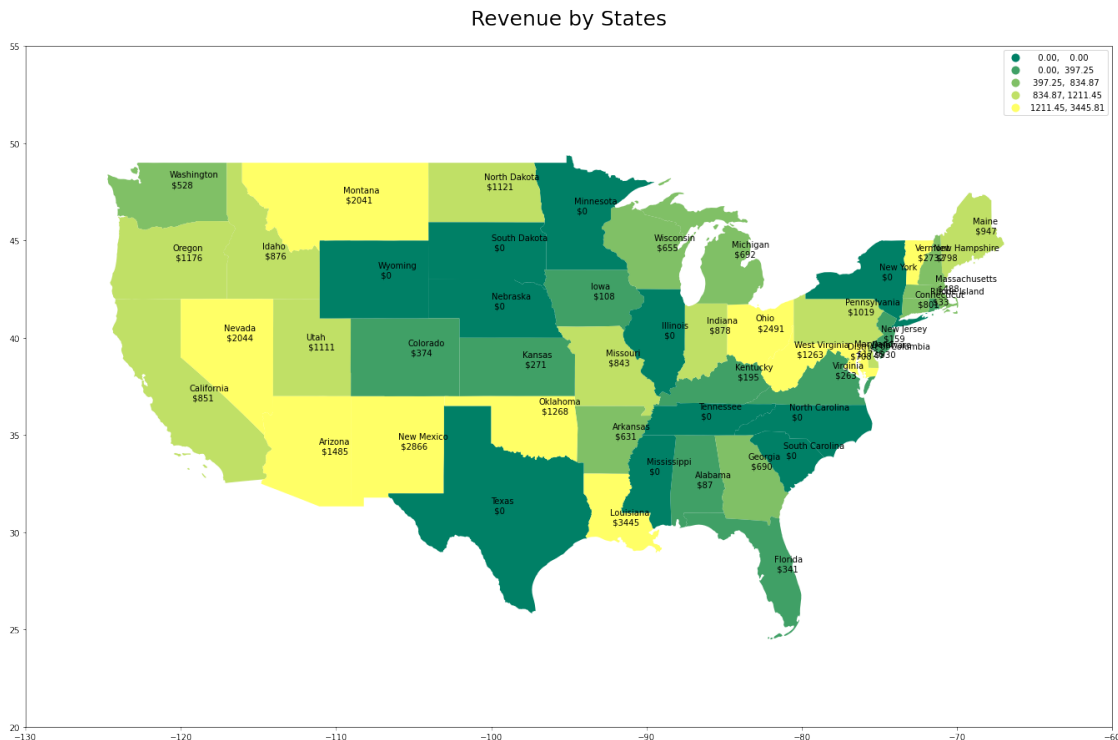 Revenue by States
0.00, 0.00
0.00, 397.25
397.25, 834.87
834.87, 1211.45
1211.45, 3445.81
55
50
45
40
35
30
25
20
Washington
$528
Montana
$2041
North Dakota
$1121
Minnesota
$0
Oregon
$1176
Idaho
$876
Wyoming
$0
South Dakota
$0
Wisconsin
$655
Michigan
$692
Maine
$947
Vermont
New Hampshire
$798
New York
$0
Massachusetts
$488
Connecticut
$33
Nebraska
$0
Iowa
$108
Illinois
$0
Indiana
$878
Ohio
$2491
Pennsylvania
$1019
New Jersey
$159
Nevada
$2044
Utah
$1111
Colorado
$374
Kansas
$271
Missouri
$843
West Virginia
$1263
Kentucky
$195
Virginia
$263
California
$851
Arizona
$1485
New Mexico
$2866
Oklahoma
$1268
Arkansas
$631
Tennessee
$0
North Carolina
$0
South Carolina
$0
Texas
$0
Louisiana
$3445
Mississippi
$0
Alabama
$87
Georgia
$690
Florida
$341
−130
−120
−110
−100
−90
−80
−70
−60